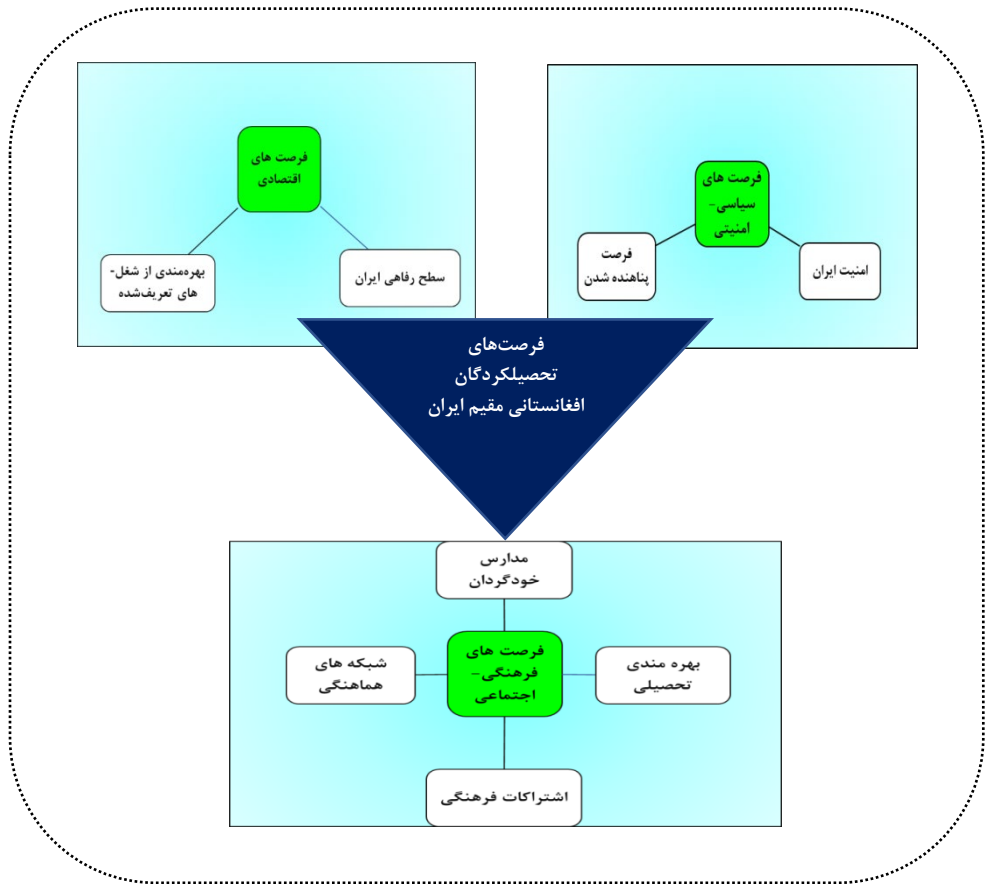 فرصت های
سیاسی-
امنیتی
امنیت ایران
فرصت
پناهنده شدن
فرصت های
اقتصادی
سطح رفاهی ایران
بهره‌مندی از شغل-
های تعریف‌شده
فرصت‌های
تحصیلکردگان
افغانستانی مقیم ایران
مدارس
خودگردان
فرصت های
فرهنگی-
اجتماعی
بهره مندی
تحصیلی
شبکه های
هماهنگی
اشتراکات فرهنگی